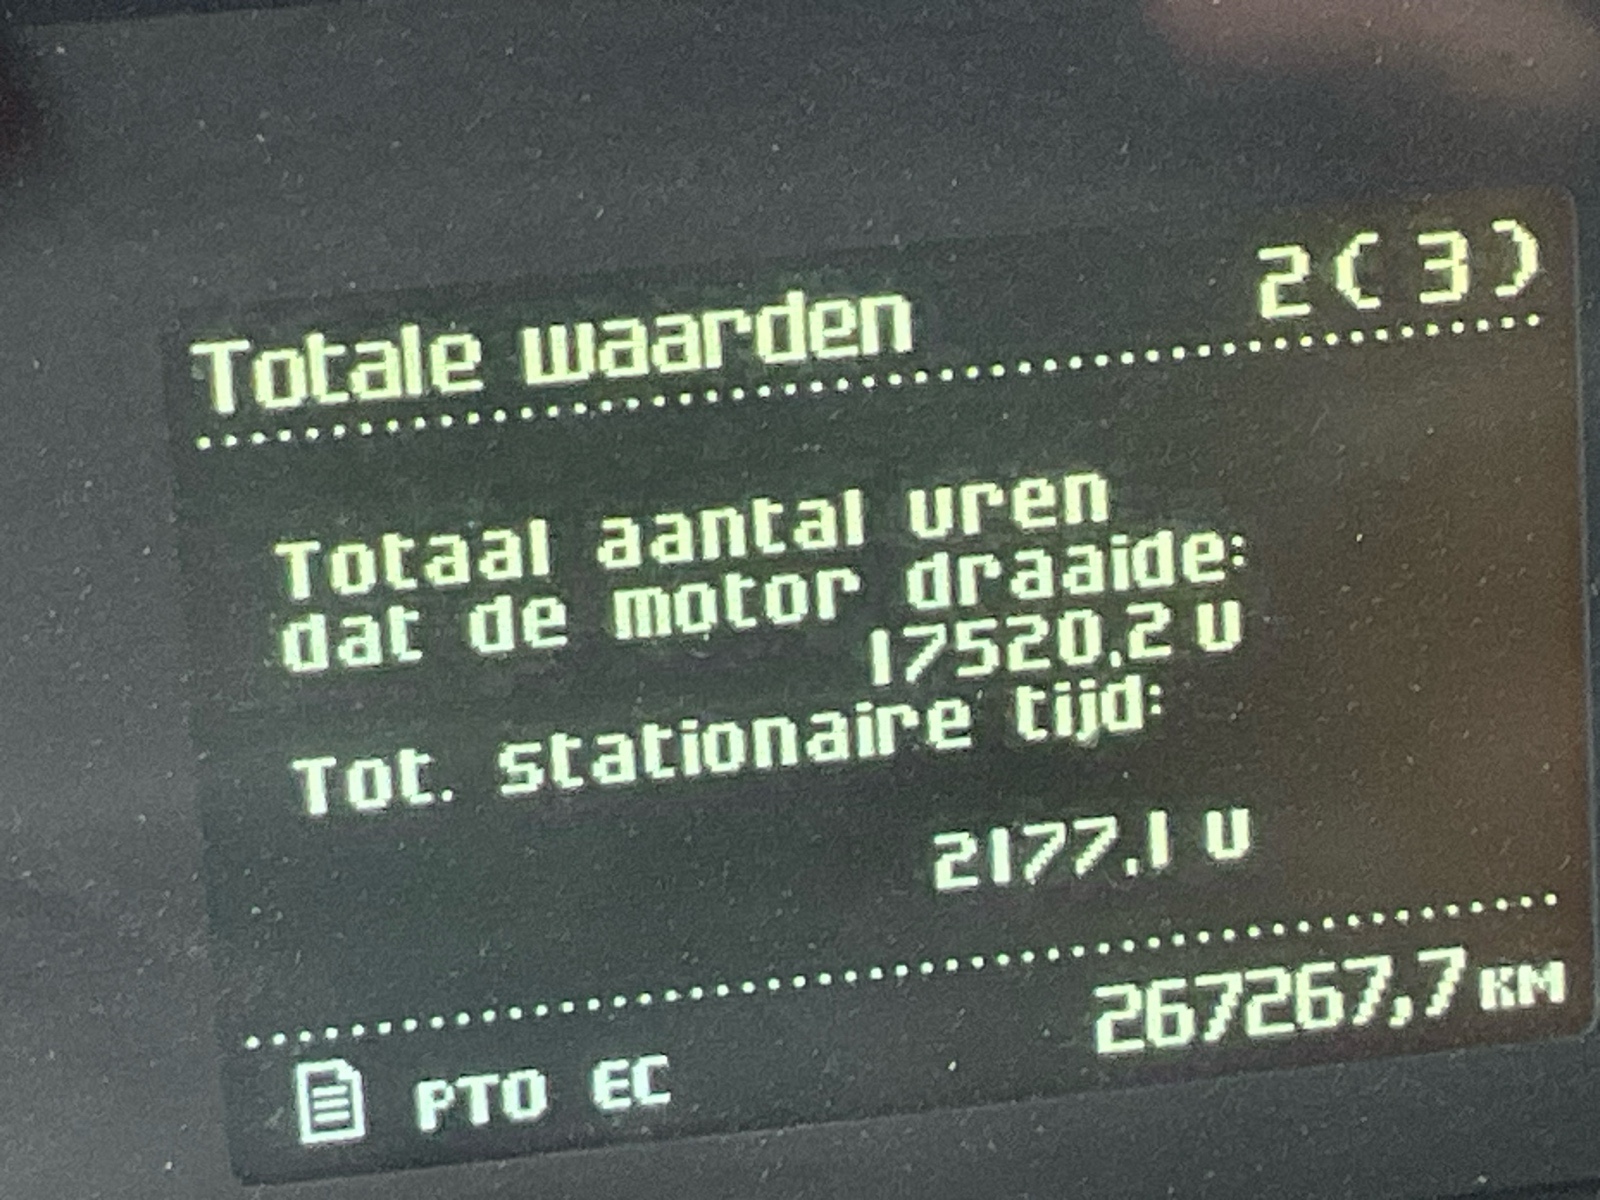 Totale waarden 2(3)
Totaal aantal uren
dat de motor draaide:
17520,2 U
Tot. stationaire tijd:
2177,1 U
267267,7 KM
PTO EC